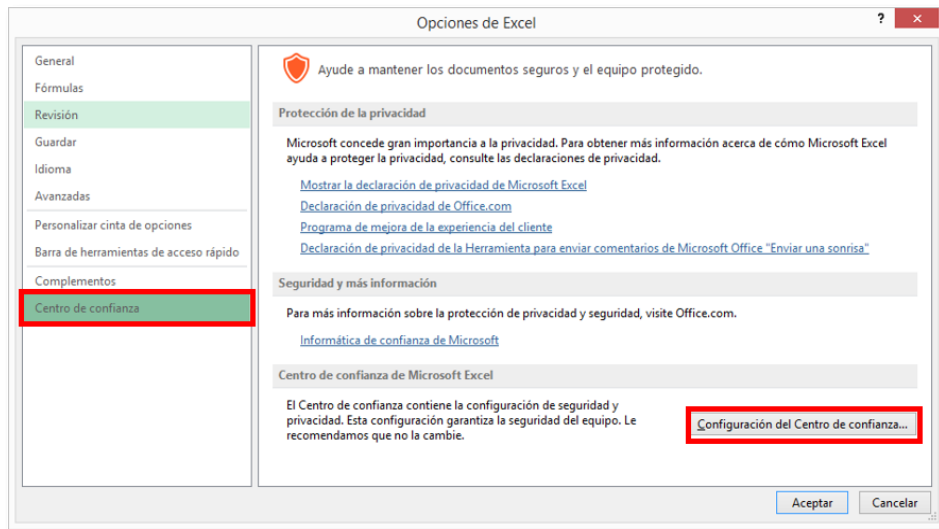 Opciones de Excel
?
×
General
Fórmulas
Revisión
Guardar
Idioma
Avanzadas
Personalizar cinta de opciones
Barra de herramientas de acceso rápido
Complementos
Centro de confianza
Ayude a mantener los documentos seguros y el equipo protegido.
Protección de la privacidad
Microsoft concede gran importancia a la privacidad. Para obtener más información acerca de cómo Microsoft Excel
ayuda a proteger la privacidad, consulte las declaraciones de privacidad.
Mostrar la declaración de privacidad de Microsoft Excel
Declaración de privacidad de Office.com
Programa de mejora de la experiencia del cliente
Declaración de privacidad de la Herramienta para enviar comentarios de Microsoft Office "Enviar una sonrisa"
Seguridad y más información
Para más información sobre la protección de privacidad y seguridad, visite Office.com.
Informática de confianza de Microsoft
Centro de confianza de Microsoft Excel
El Centro de confianza contiene la configuración de seguridad y
privacidad. Esta configuración garantiza la seguridad del equipo. Le
recomendamos que no la cambie.
Configuración del Centro de confianza...
Aceptar
Cancelar